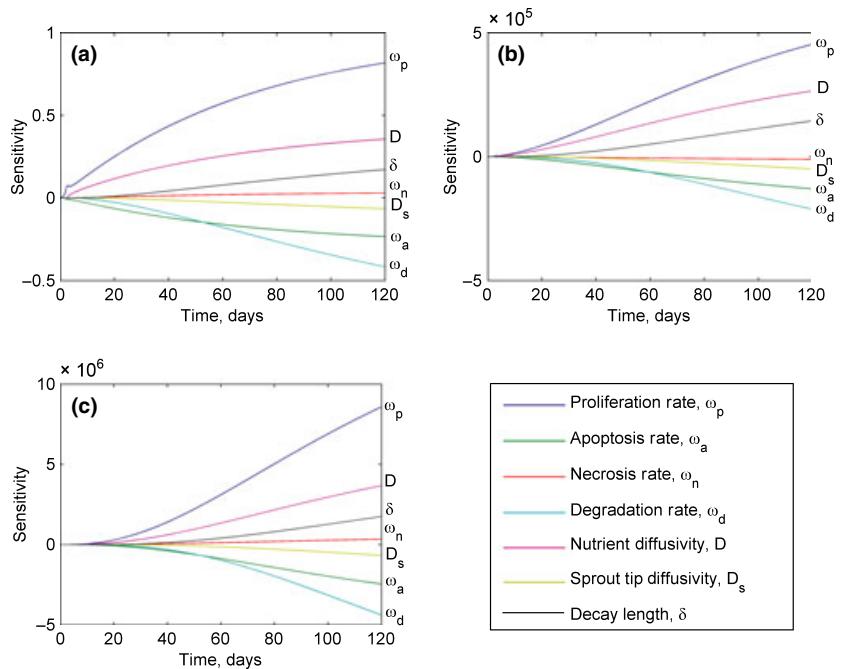 (a)
1
0.5
0
–0.5
Sensitivity
0 20 40 60 80 100 120
Time, days
ωp
D
δ
ωn
Ds
ωa
ωd
(b)
× 10⁵
5
0
–5
Sensitivity
0 20 40 60 80 100 120
Time, days
ωp
D
δ
ωn
Ds
ωa
ωd
(c)
× 10⁶
10
5
0
–5
Sensitivity
0 20 40 60 80 100 120
Time, days
ωp
D
δ
ωn
Ds
ωa
ωd
Proliferation rate, ωp
Apoptosis rate, ωa
Necrosis rate, ωn
Degradation rate, ωd
Nutrient diffusivity, D
Sprout tip diffusivity, Ds
Decay length, δ